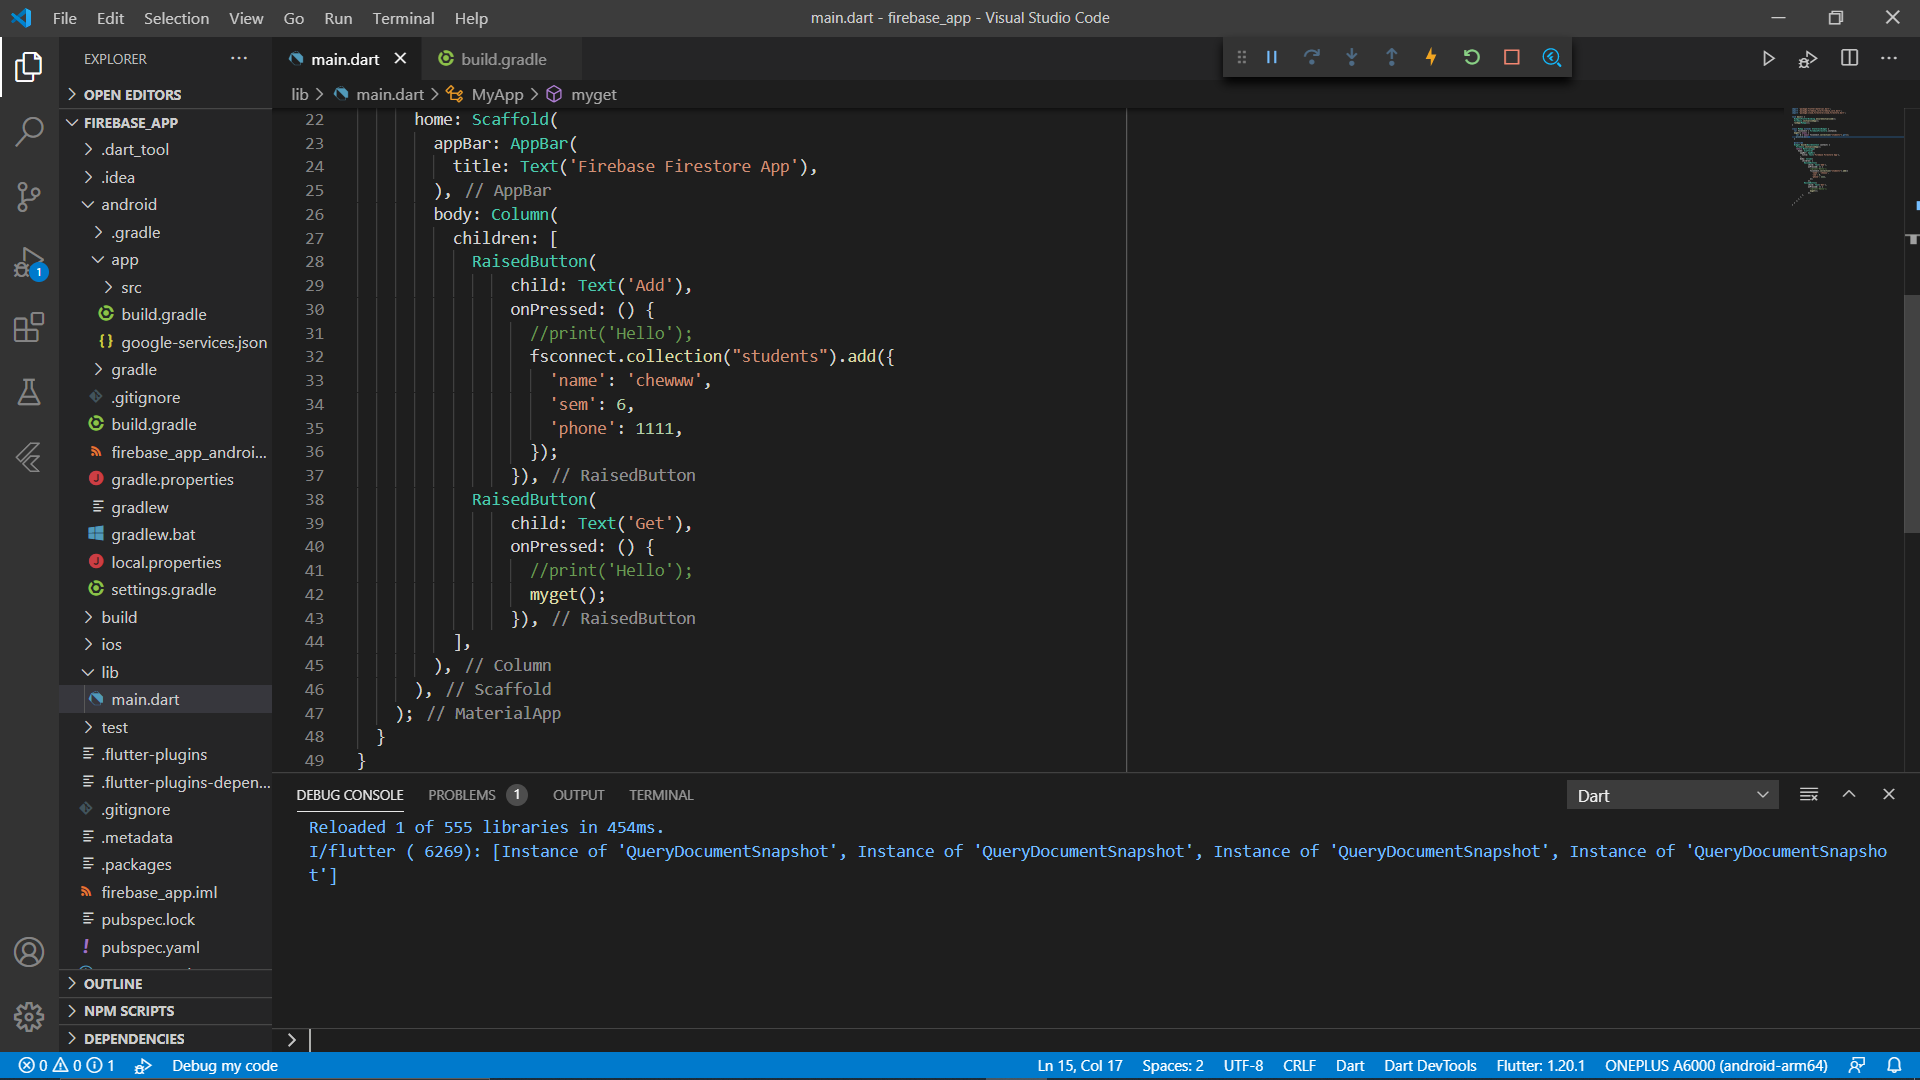 File Edit Selection View Go Run Terminal Help
main.dart - firebase_app - Visual Studio Code
EXPLORER
main.dart
build.gradle
OPEN EDITORS
lib > main.dart > MyApp > myget
FIREBASE_APP
.dart_tool
.idea
android
.gradle
app
src
build.gradle
google-services.json
gradle
.gitignore
build.gradle
firebase_app_androi...
gradle.properties
gradlew
gradlew.bat
local.properties
settings.gradle
build
ios
lib
main.dart
test
.flutter-plugins
.flutter-plugins-depen...
.gitignore
.metadata
.packages
firebase_app.iml
pubspec.lock
pubspec.yaml
OUTLINE
NPM SCRIPTS
DEPENDENCIES
1
22 home: Scaffold(
23 appBar: AppBar(
24 title: Text('Firebase Firestore App'),
25 ), // AppBar
26 body: Column(
27 children: [
28 RaisedButton(
29 child: Text('Add'),
30 onPressed: () {
31 //print('Hello');
32 fsconnect.collection("students").add({
33 'name': 'chewww',
34 'sem': 6,
35 'phone': 1111,
36 });
37 }), // RaisedButton
38 RaisedButton(
39 child: Text('Get'),
40 onPressed: () {
41 //print('Hello');
42 myget();
43 }), // RaisedButton
44 ],
45 ), // Column
46 ), // Scaffold
47 ); // MaterialApp
48 }
49 }
DEBUG CONSOLE PROBLEMS 1 OUTPUT TERMINAL
Dart
Reloaded 1 of 555 libraries in 454ms.
I/flutter ( 6269): [Instance of 'QueryDocumentSnapshot', Instance of 'QueryDocumentSnapshot', Instance of 'QueryDocumentSnapshot', Instance of 'QueryDocumentSnapsho
t']
0 0 1 Debug my code
Ln 15, Col 17 Spaces: 2 UTF-8 CRLF Dart Dart DevTools Flutter: 1.20.1 ONEPLUS A6000 (android-arm64)